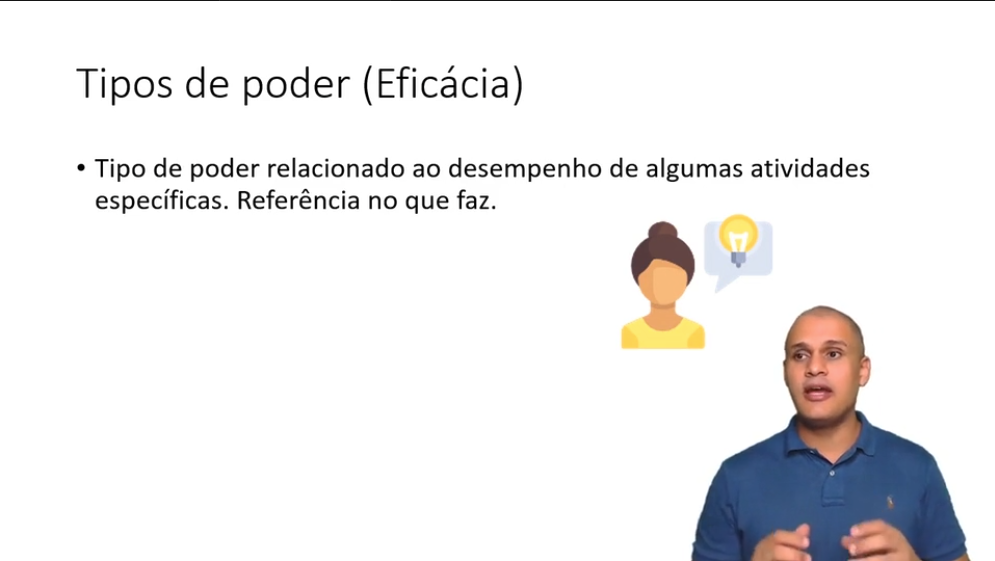 Tipos de poder (Eficácia)
• Tipo de poder relacionado ao desempenho de algumas atividades
específicas. Referência no que faz.